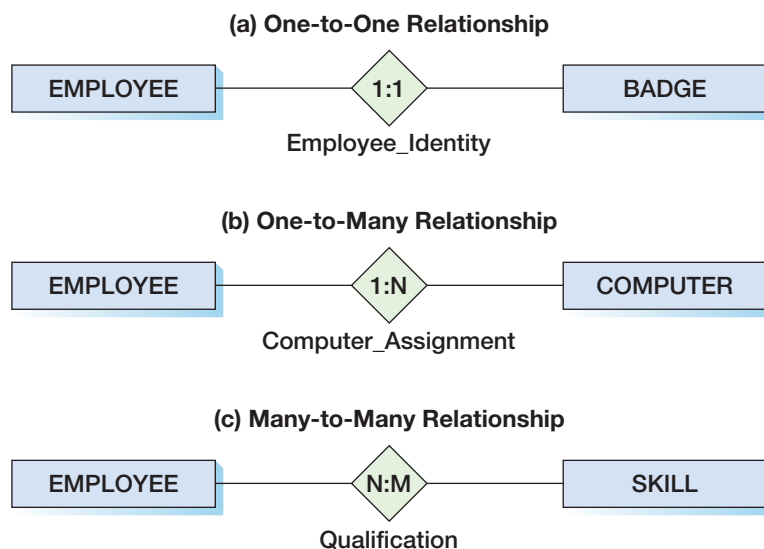 (a) One-to-One Relationship
EMPLOYEE 1:1 BADGE
Employee_Identity
(b) One-to-Many Relationship
EMPLOYEE 1:N COMPUTER
Computer_Assignment
(c) Many-to-Many Relationship
EMPLOYEE N:M SKILL
Qualification